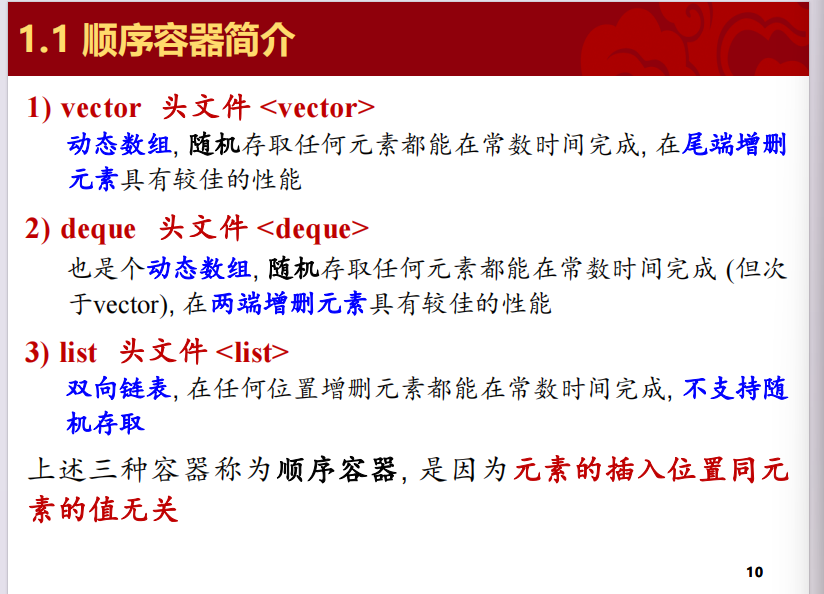 1.1 顺序容器简介
1) vector 头文件 <vector>
动态数组, 随机存取任何元素都能在常数时间完成, 在尾端增删
元素具有较佳的性能
2) deque 头文件 <deque>
也是个动态数组, 随机存取任何元素都能在常数时间完成 (但次
于vector), 在两端增删元素具有较佳的性能
3) list 头文件 <list>
双向链表, 在任何位置增删元素都能在常数时间完成, 不支持随
机存取
上述三种容器称为顺序容器, 是因为元素的插入位置同元
素的值无关
10